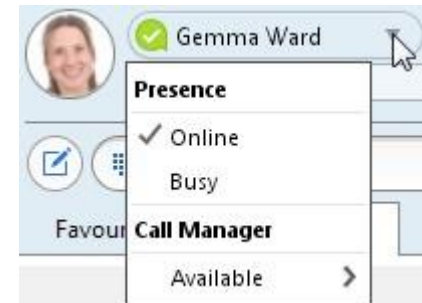 Gemma Ward
Presence
Online
Busy
Favour
Call Manager
Available